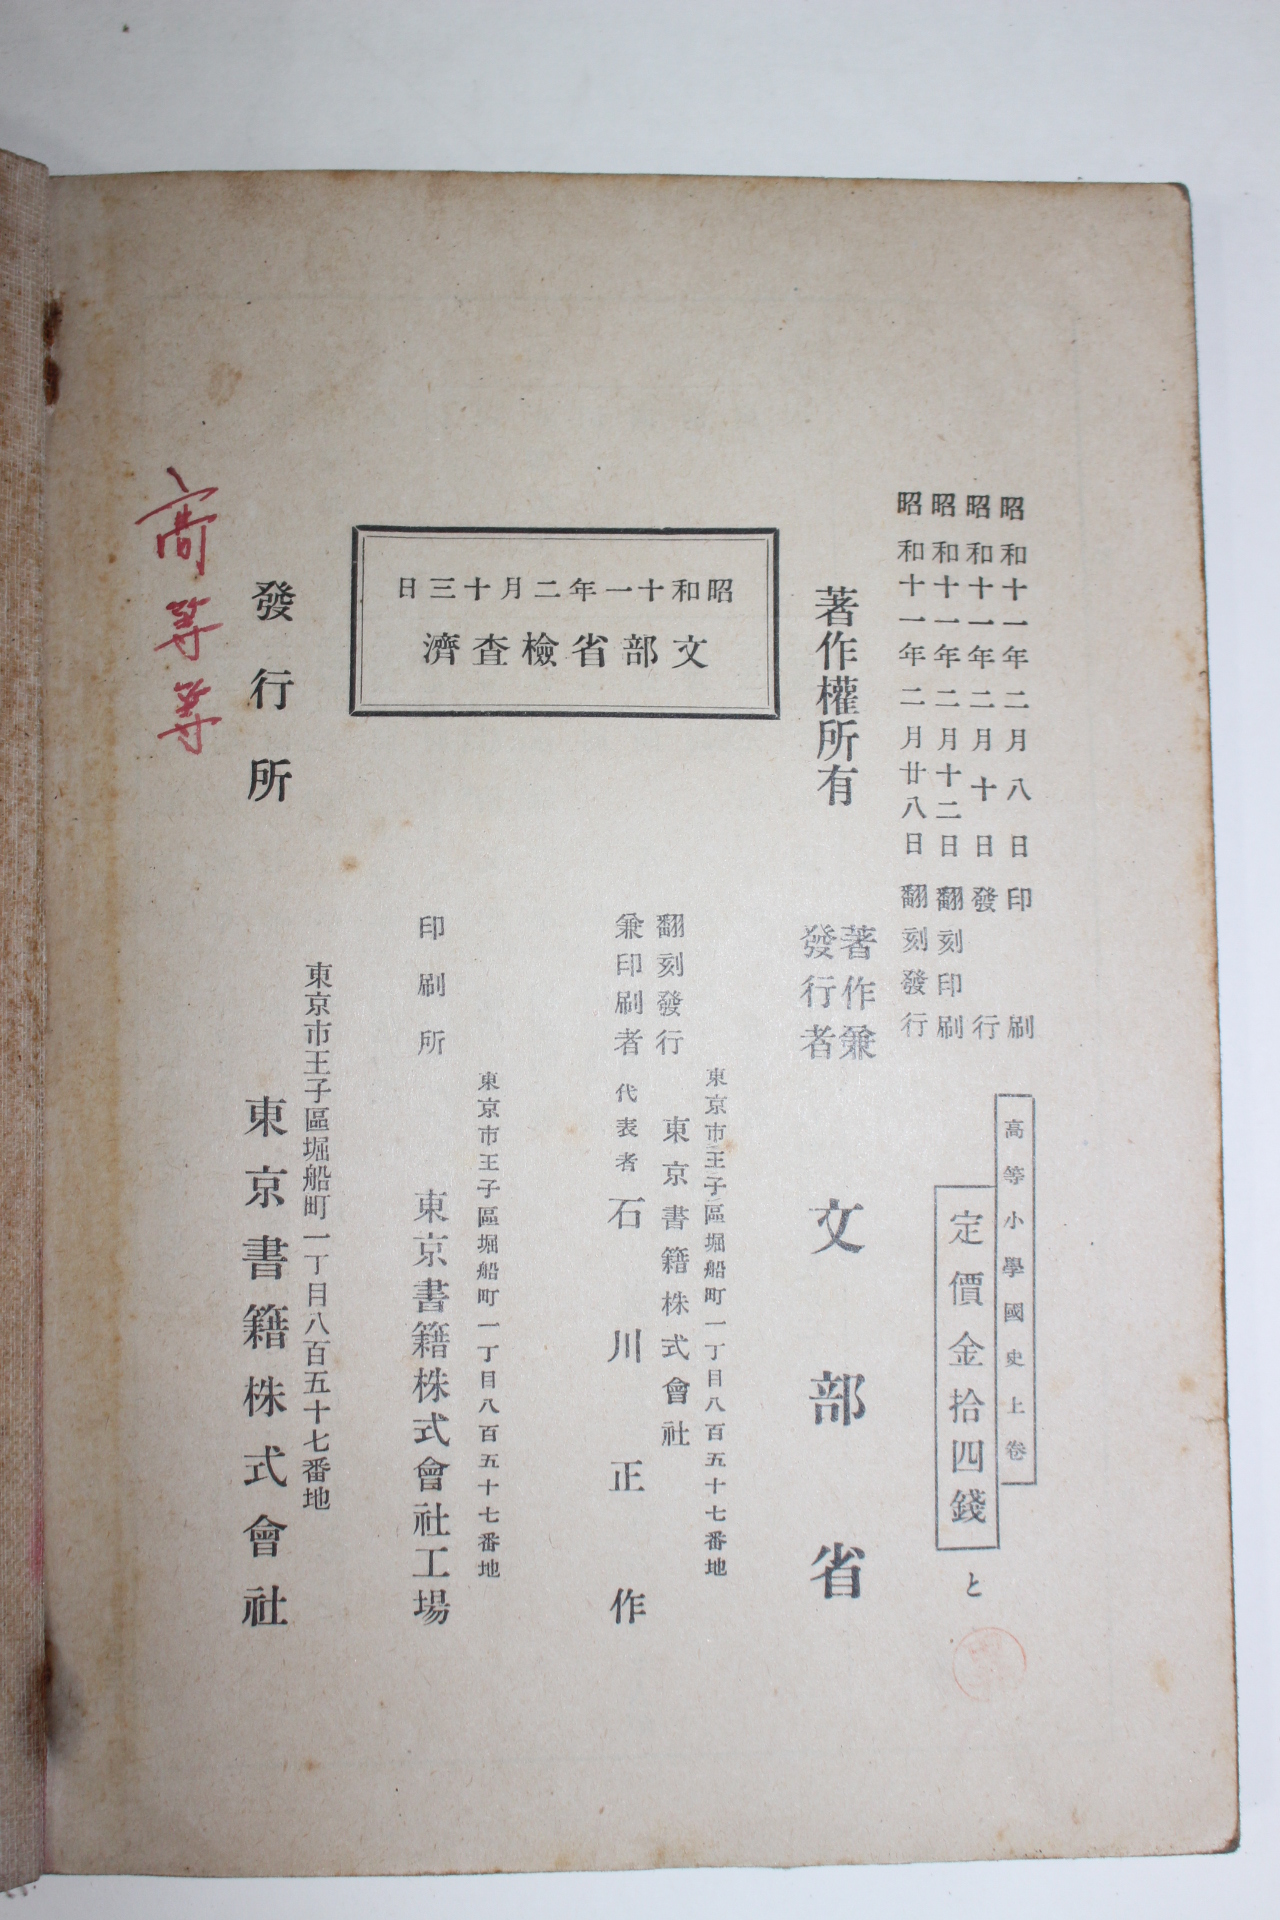 昭和十一年二月八日印刷
昭和十一年二月十日發行
昭和十一年二月十二日翻刻印刷
昭和十一年二月廿八日翻刻發行
高等小學國史上卷
定價金拾四錢
と
著作權所有
著作兼
發行者
文部省
昭和十一年二月十三日
文部省檢查濟
東京市王子區堀船町一丁目八百五十七番地
翻刻發行
兼印刷者
東京書籍株式會社
代表者石川正作
東京市王子區堀船町一丁目八百五十七番地
印刷所
東京書籍株式會社工場
東京市王子區堀船町一丁目八百五十七番地
發行所
東京書籍株式會社
高等等